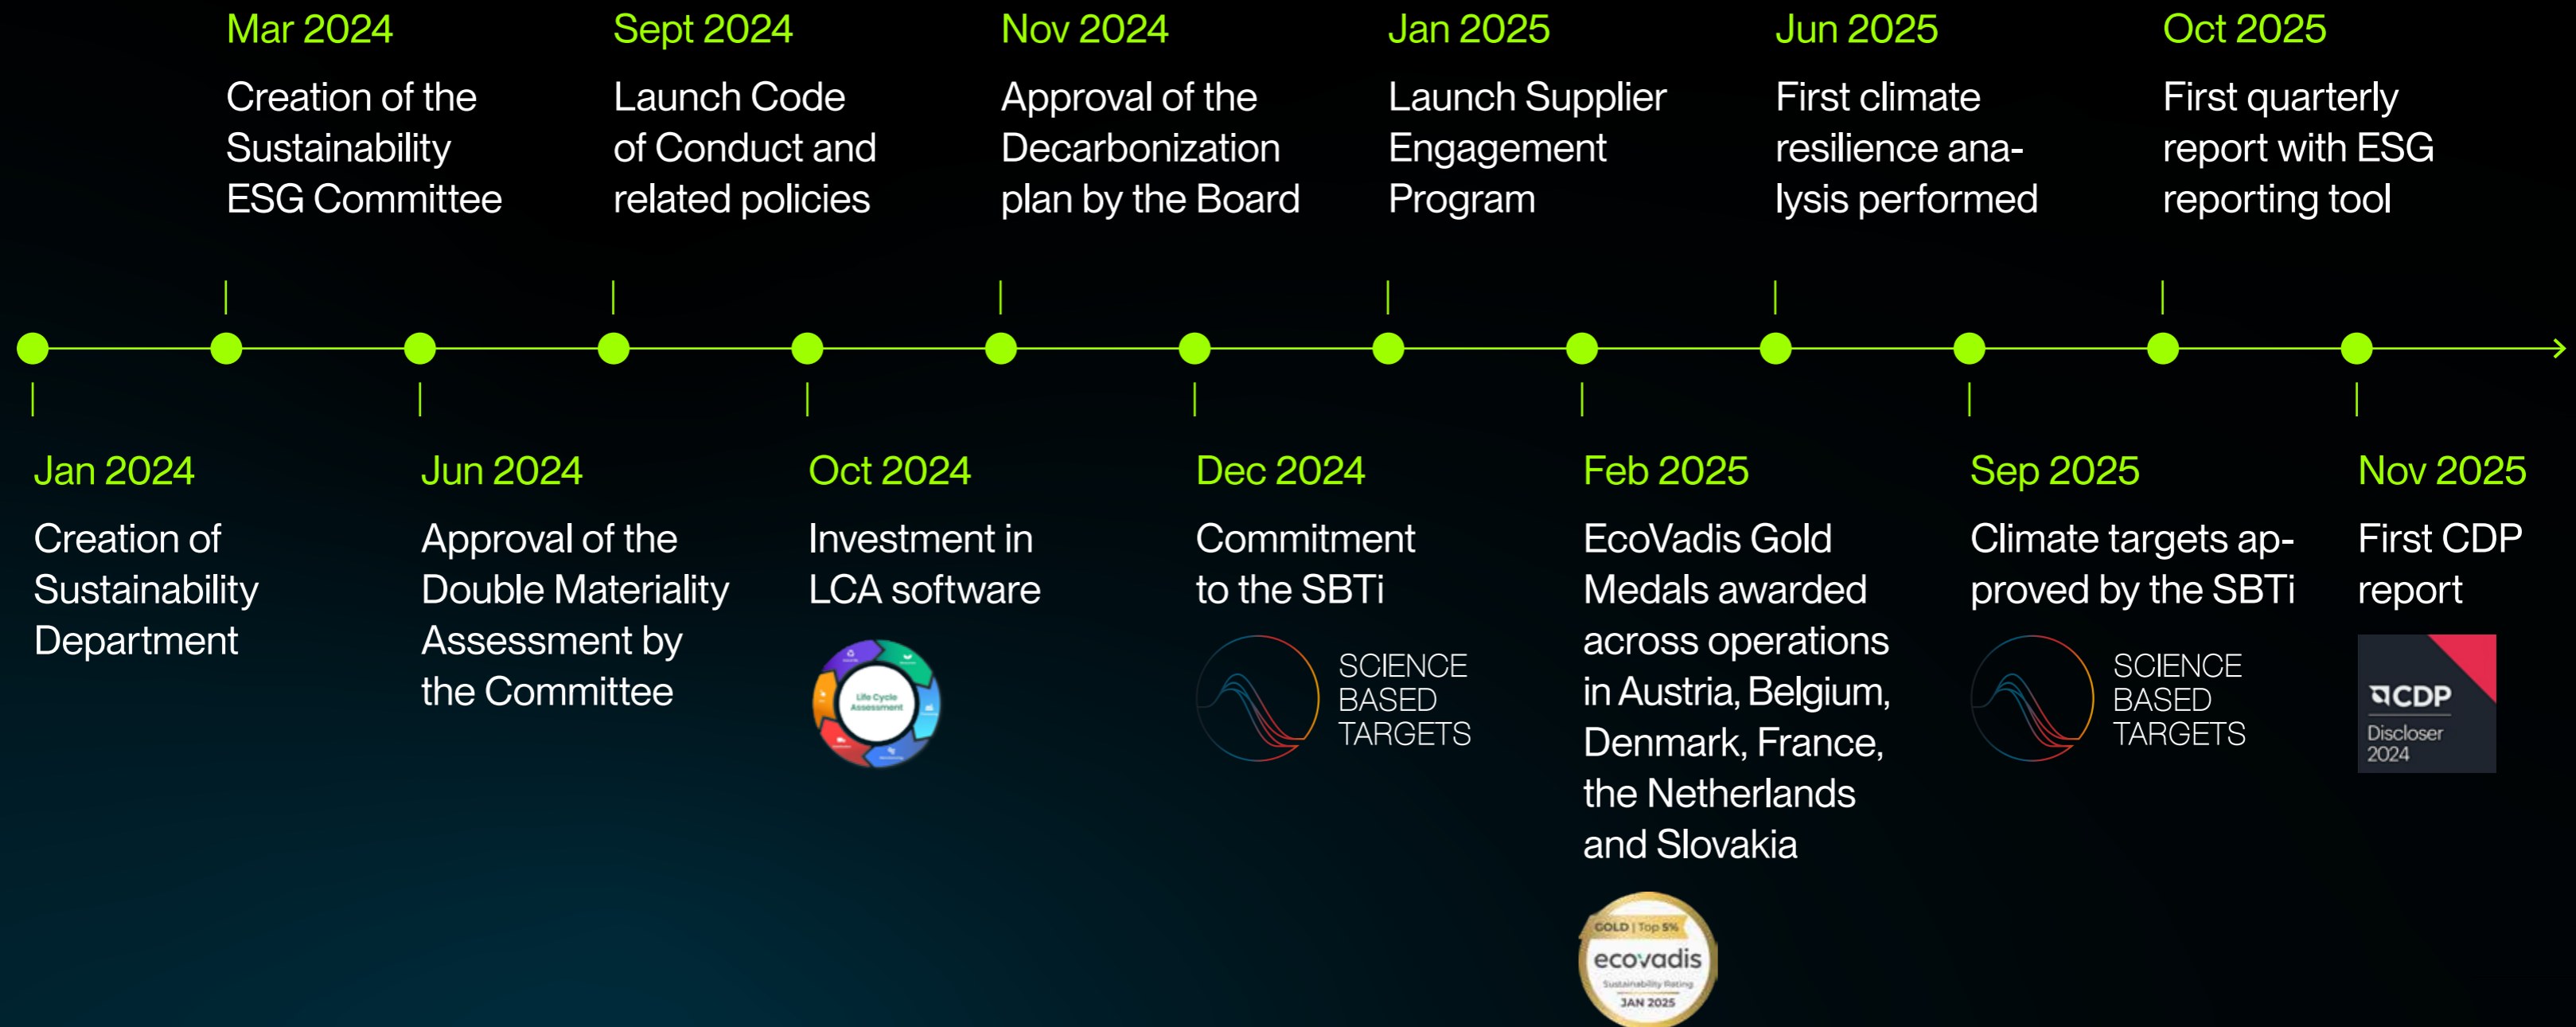 Mar 2024
Creation of the
Sustainability
ESG Committee
Sept 2024
Launch Code
of Conduct and
related policies
Nov 2024
Approval of the
Decarbonization
plan by the Board
Jan 2025
Launch Supplier
Engagement
Program
Jun 2025
First climate
resilience ana-
lysis performed
Oct 2025
First quarterly
report with ESG
reporting tool
Jan 2024
Creation of
Sustainability
Department
Jun 2024
Approval of the
Double Materiality
Assessment by
the Committee
Oct 2024
Investment in
LCA software
Life Cycle
Assessment
Dec 2024
Commitment
to the SBTi
SCIENCE
BASED
TARGETS
Feb 2025
EcoVadis Gold
Medals awarded
across operations
in Austria, Belgium,
Denmark, France,
the Netherlands
and Slovakia
GOLD | Top 5%
ecovadis
Sustainability Rating
JAN 2025
Sep 2025
Climate targets ap-
proved by the SBTi
SCIENCE
BASED
TARGETS
Nov 2025
First CDP
report
CDP
Discloser
2024